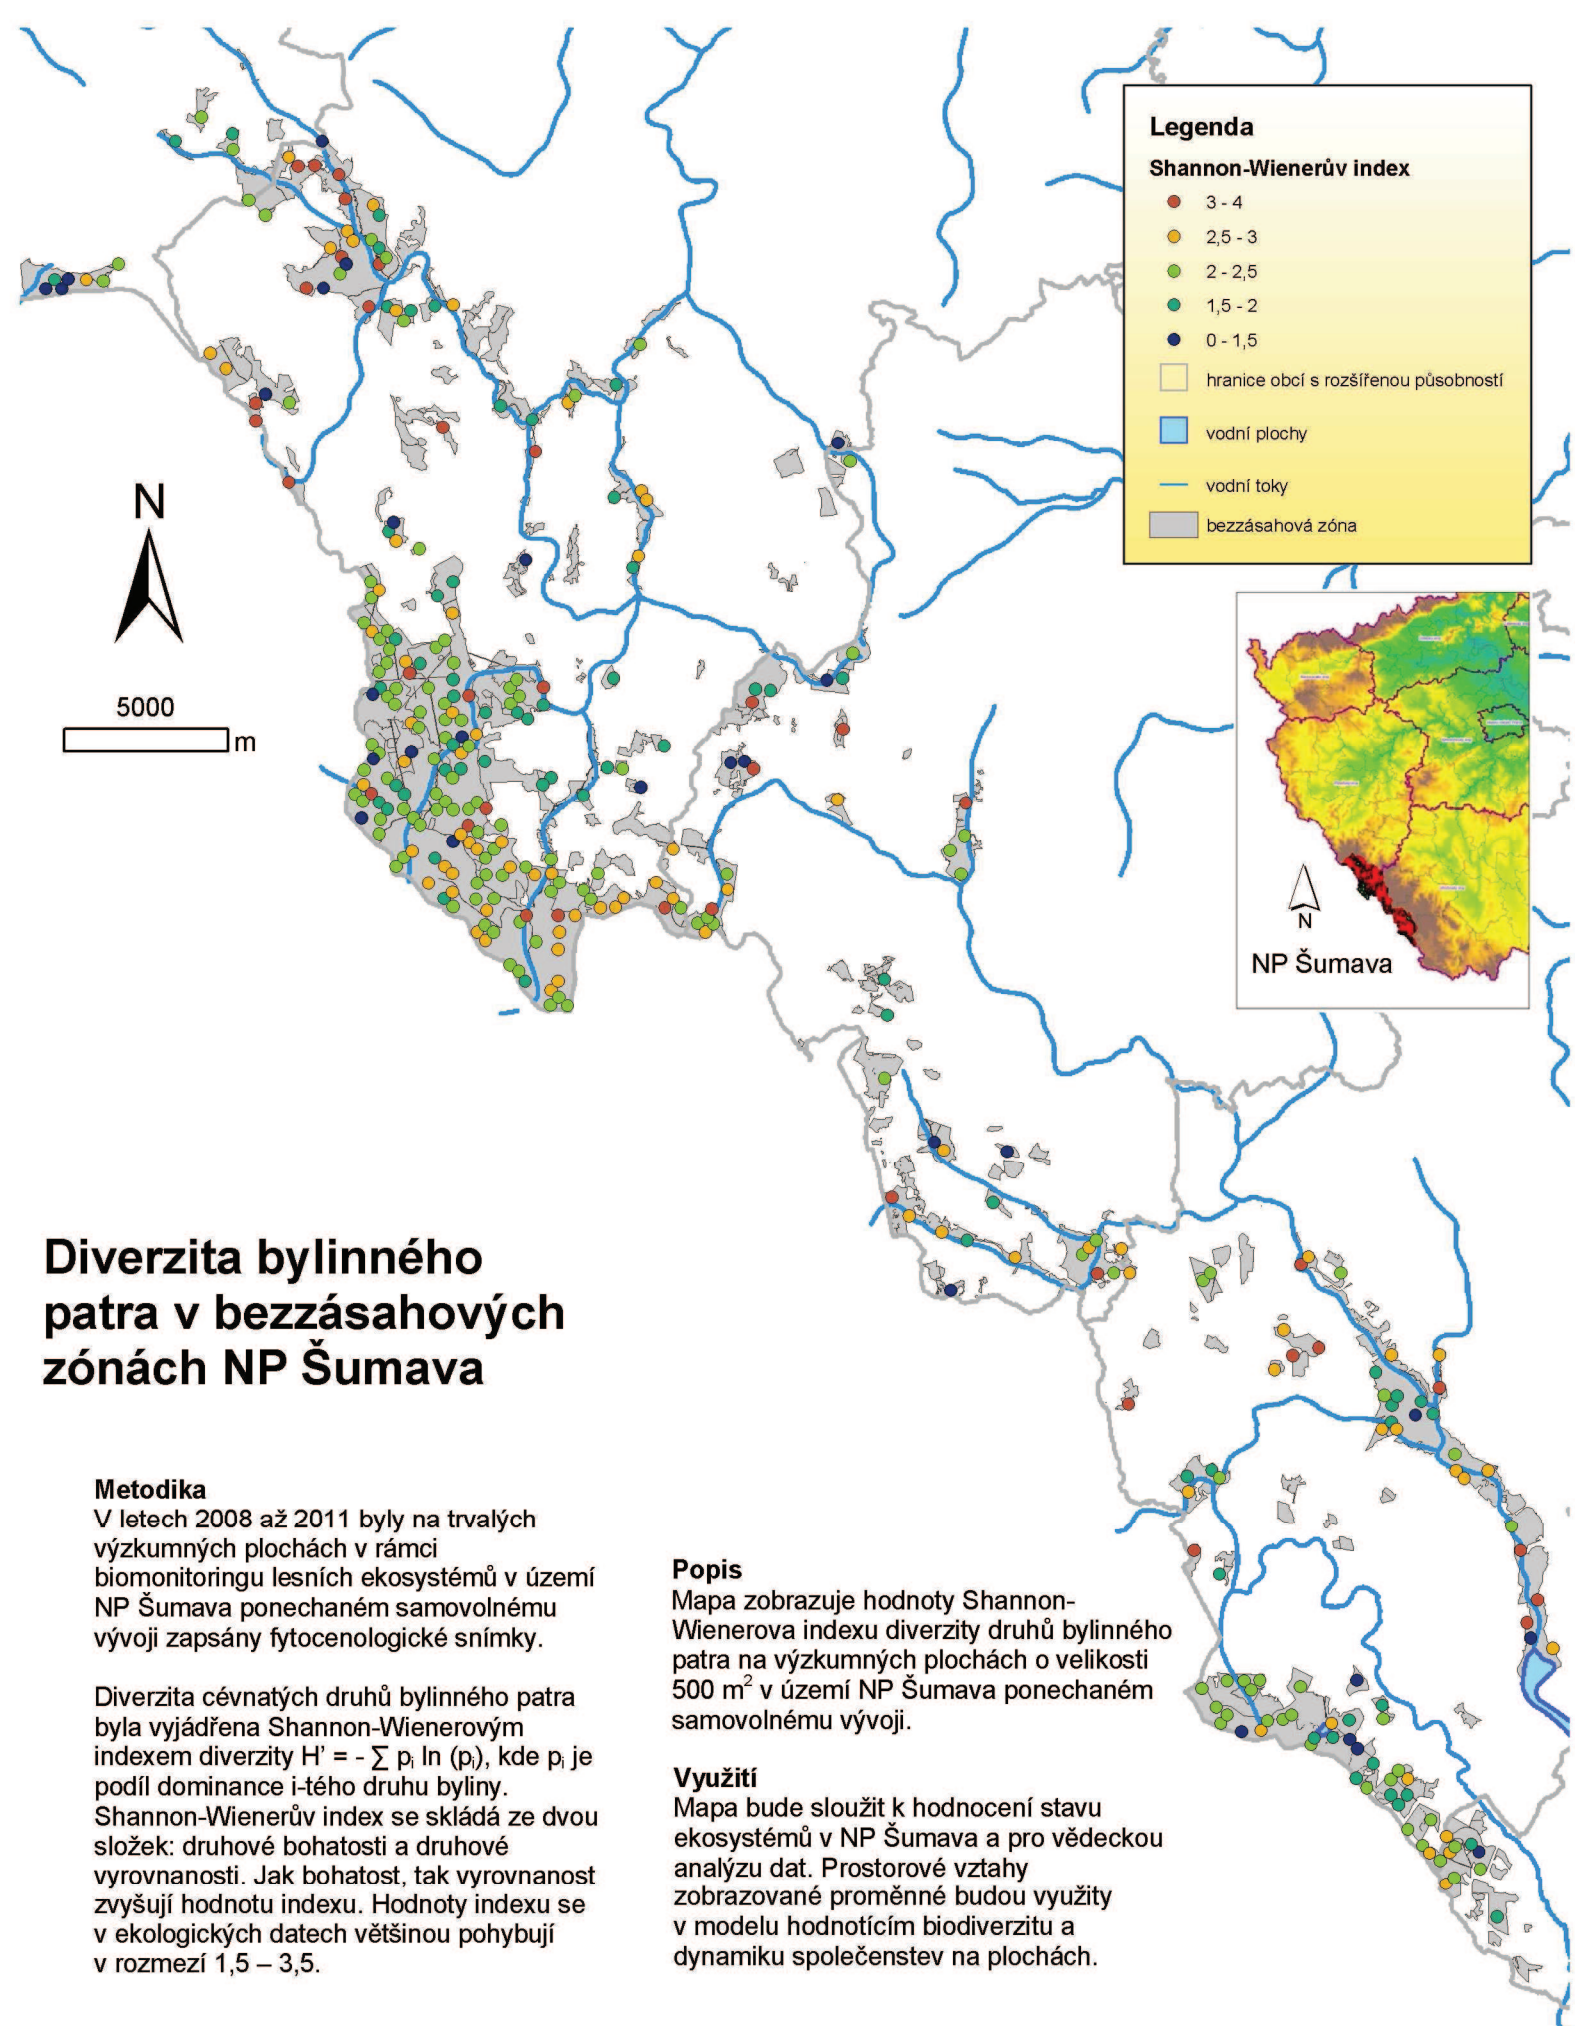 Legenda
Shannon-Wienerův index
3 - 4
2,5 - 3
2 - 2,5
1,5 - 2
0 - 1,5
hranice obcí s rozšířenou působností
vodní plochy
vodní toky
bezzásahová zóna
N
5000
m
N
NP Šumava
Diverzita bylinného
patra v bezzásahových
zónách NP Šumava
Metodika
V letech 2008 až 2011 byly na trvalých
výzkumných plochách v rámci
biomonitoringu lesních ekosystémů v území
NP Šumava ponechaném samovolnému
vývoji zapsány fytocenologické snímky.
Diverzita cévnatých druhů bylinného patra
byla vyjádřena Shannon-Wienerovým
indexem diverzity H' = - ∑ pᵢ ln (pᵢ), kde pᵢ je
podíl dominance i-tého druhu byliny.
Shannon-Wienerův index se skládá ze dvou
složek: druhové bohatosti a druhové
vyrovnanosti. Jak bohatost, tak vyrovnanost
zvyšují hodnotu indexu. Hodnoty indexu se
v ekologických datech většinou pohybují
v rozmezí 1,5 – 3,5.
Popis
Mapa zobrazuje hodnoty Shannon-
Wienerova indexu diverzity druhů bylinného
patra na výzkumných plochách o velikosti
500 m² v území NP Šumava ponechaném
samovolnému vývoji.
Využití
Mapa bude sloužit k hodnocení stavu
ekosystémů v NP Šumava a pro vědeckou
analýzu dat. Prostorové vztahy
zobrazované proměnné budou využity
v modelu hodnotícím biodiverzitu a
dynamiku společenstev na plochách.